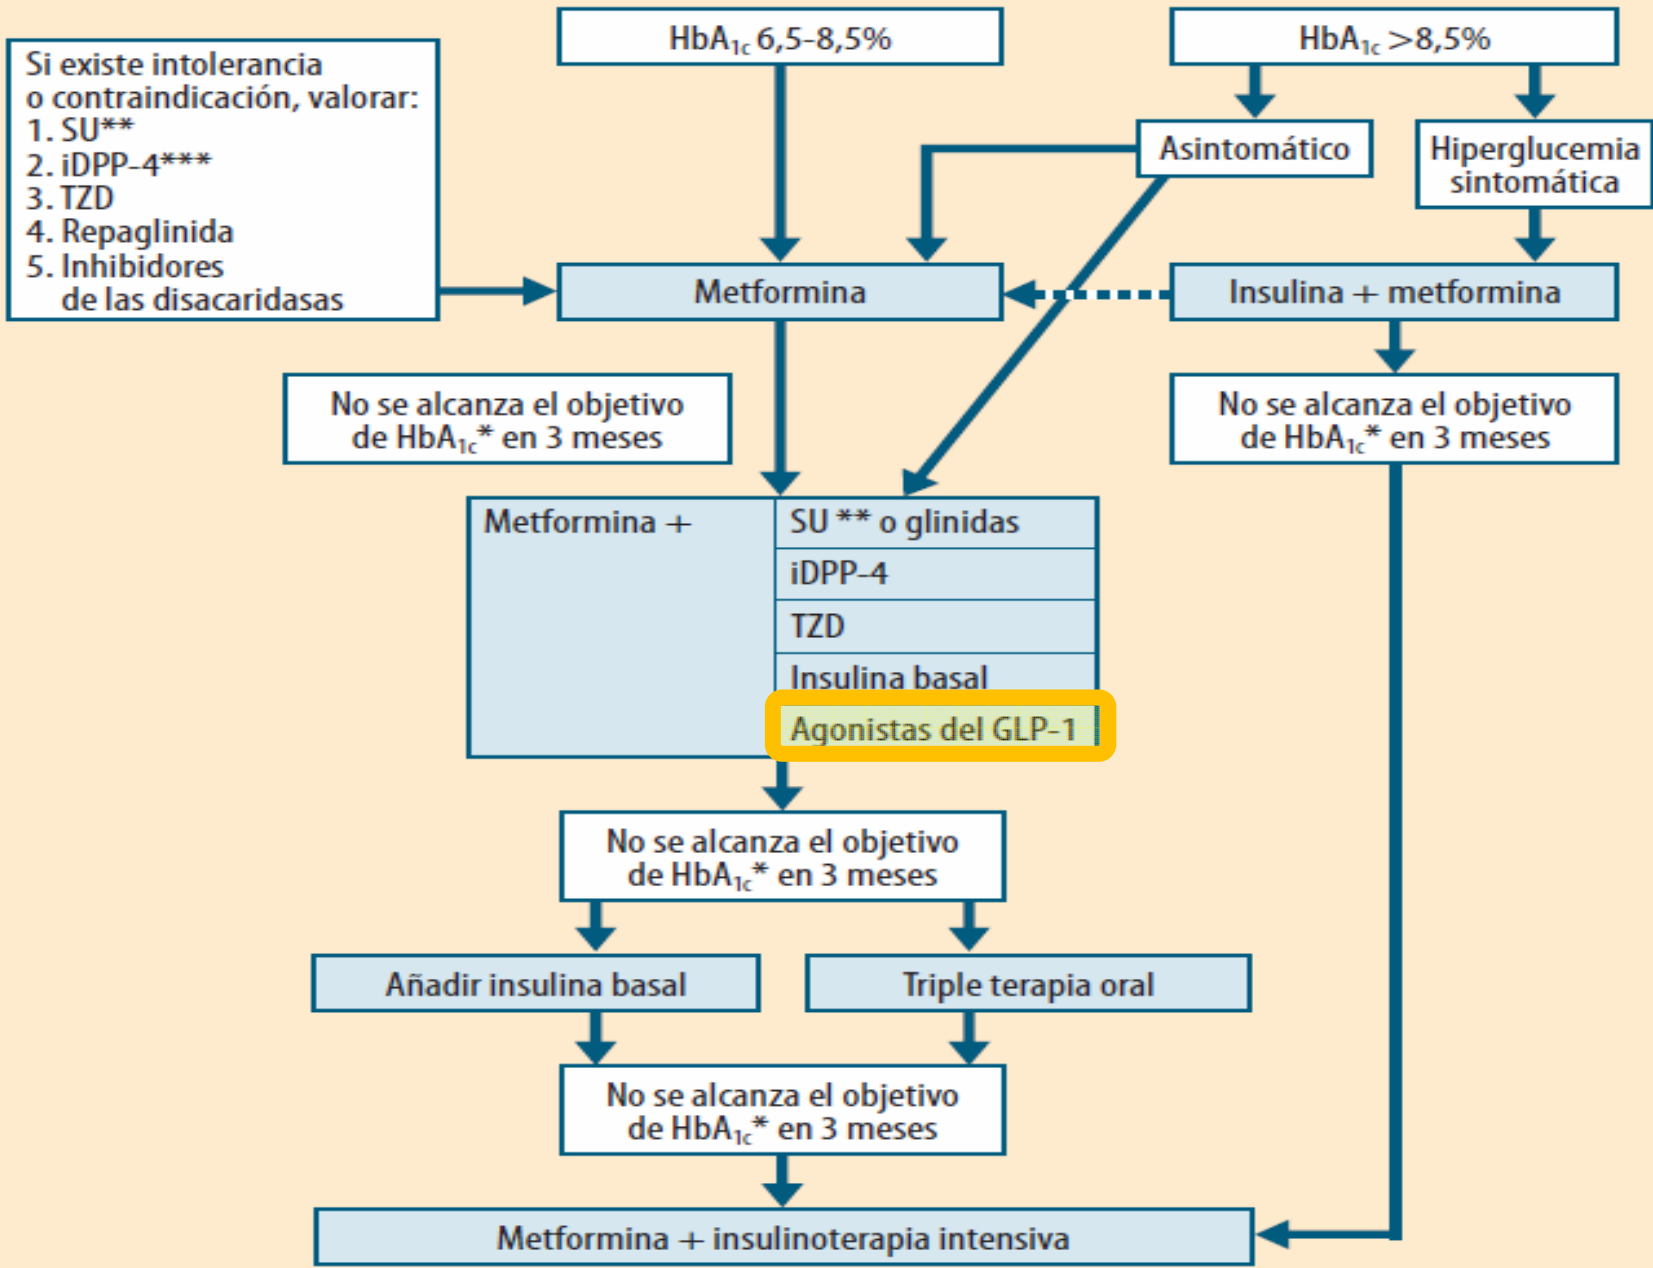 HbA1c 6,5-8,5%
HbA1c >8,5%
Si existe intolerancia
o contraindicación, valorar:
1. SU**
2. iDPP-4***
3. TZD
4. Repaglinida
5. Inhibidores
de las disacaridasas
Asintomático
Hiperglucemia
sintomática
Metformina
Insulina + metformina
No se alcanza el objetivo
de HbA1c* en 3 meses
No se alcanza el objetivo
de HbA1c* en 3 meses
Metformina +
SU ** o glinidas
iDPP-4
TZD
Insulina basal
Agonistas del GLP-1
No se alcanza el objetivo
de HbA1c* en 3 meses
Añadir insulina basal
Triple terapia oral
No se alcanza el objetivo
de HbA1c* en 3 meses
Metformina + insulinoterapia intensiva